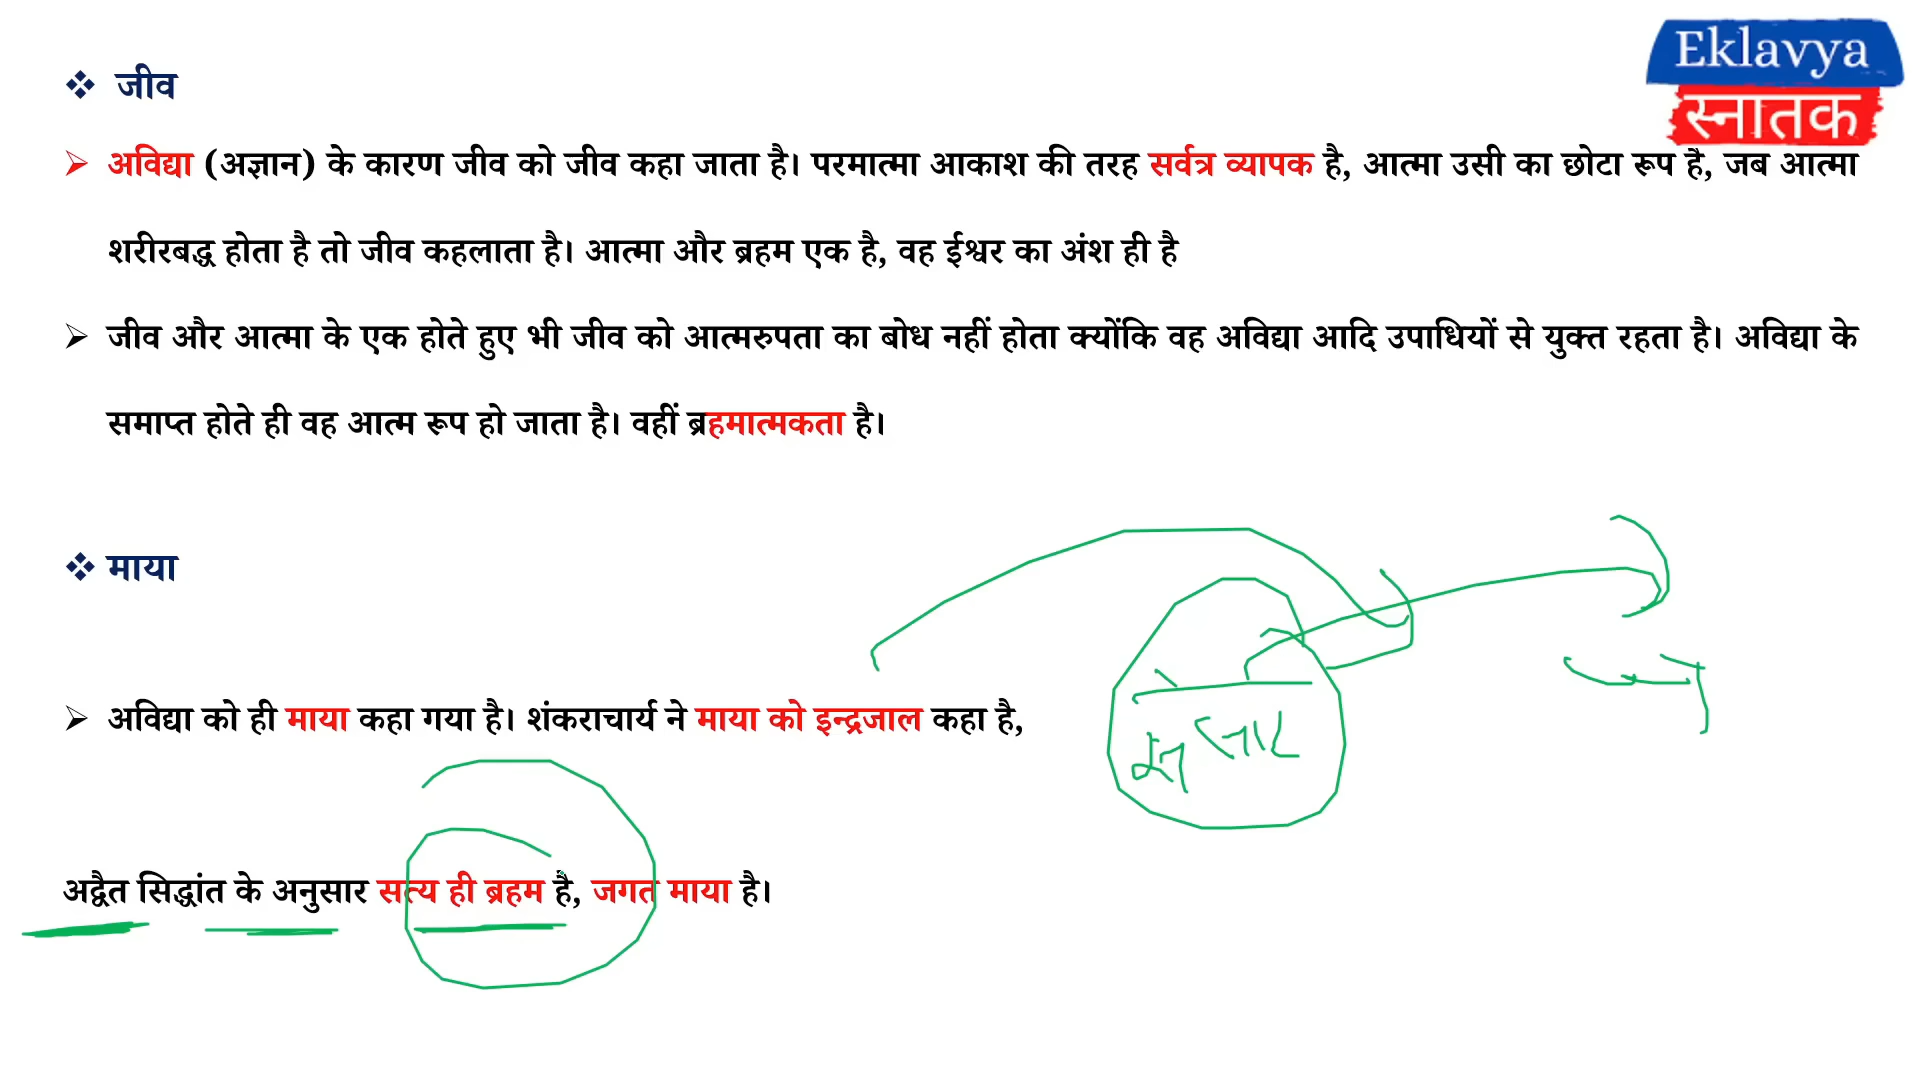 Eklavya
स्नातक
जीव
अविद्या (अज्ञान) के कारण जीव को जीव कहा जाता है। परमात्मा आकाश की तरह सर्वत्र व्यापक है, आत्मा उसी का छोटा रूप है, जब आत्मा
शरीरबद्ध होता है तो जीव कहलाता है। आत्मा और ब्रहम एक है, वह ईश्वर का अंश ही है
जीव और आत्मा के एक होते हुए भी जीव को आत्मरुपता का बोध नहीं होता क्योंकि वह अविद्या आदि उपाधियों से युक्त रहता है। अविद्या के
समाप्त होते ही वह आत्म रूप हो जाता है। वहीं ब्रहमात्मकता है।
माया
अविद्या को ही माया कहा गया है। शंकराचार्य ने माया को इन्द्रजाल कहा है,
अद्वैत सिद्धांत के अनुसार सत्य ही ब्रहम है, जगत माया है।